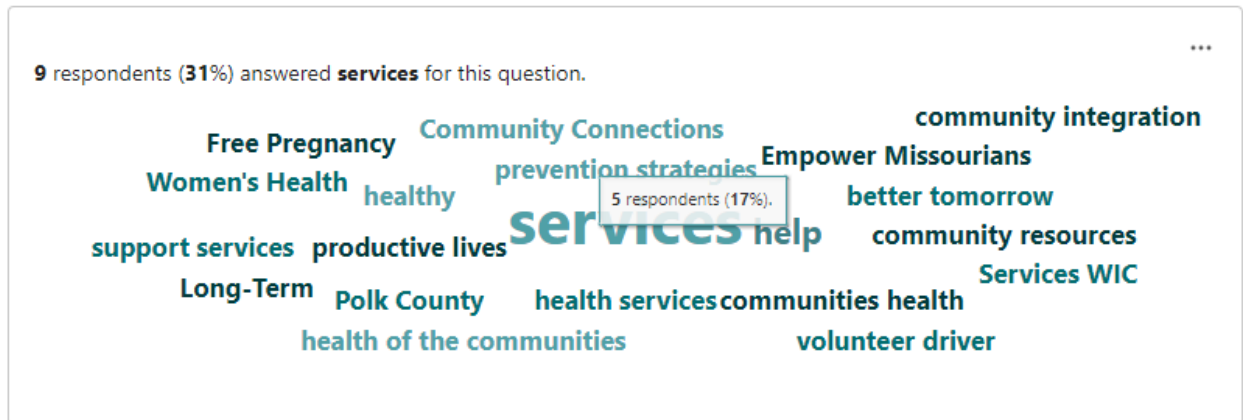 ...
9 respondents (31%) answered services for this question.
community integration
Community Connections
Free Pregnancy
Empower Missourians
prevention strategies
Women's Health
healthy
5 respondents (17%).
better tomorrow
services
help
community resources
support services
productive lives
Services WIC
Long-Term
Polk County
health services
communities health
health of the communities
volunteer driver